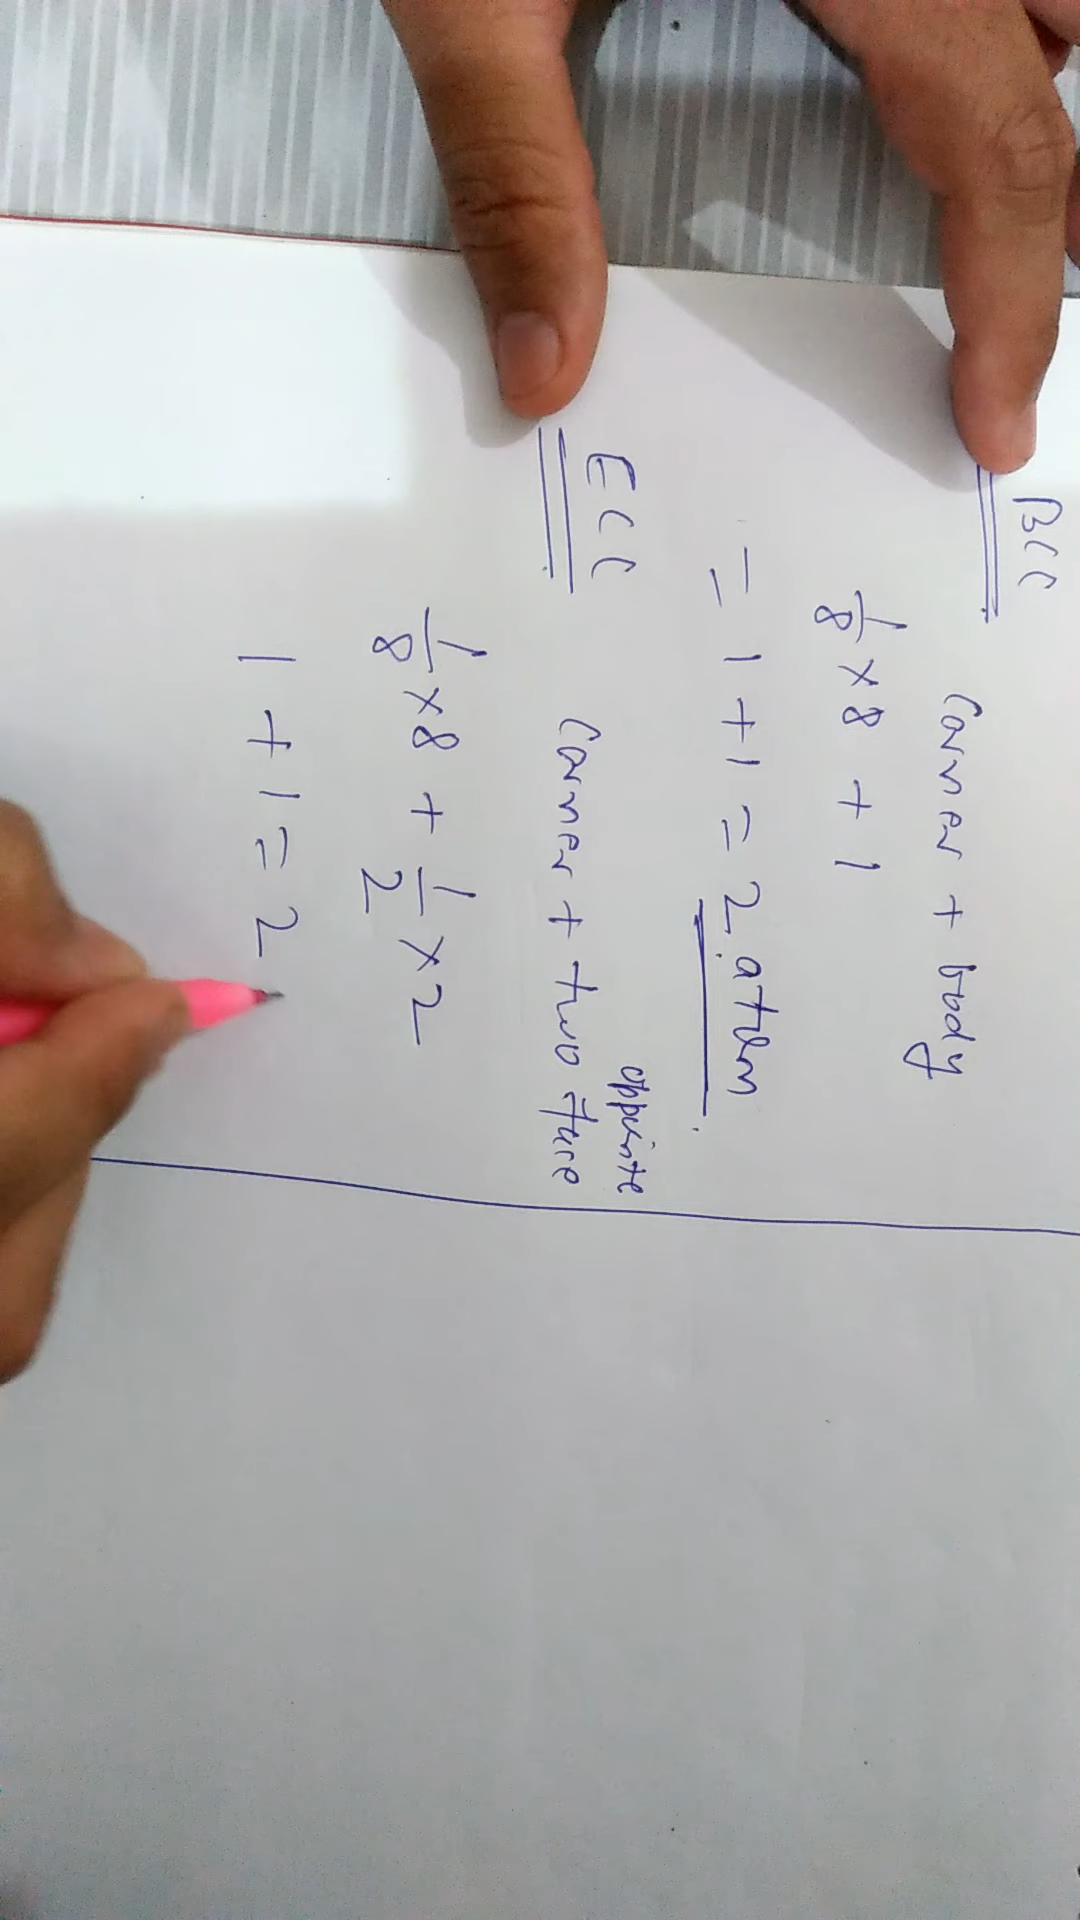 BCC
Corner + body
1/8 × 8 + 1
= 1 + 1 = 2 atom
ECC
opposite
Corner + two face
1/8 × 8 + 1/2 × 2
1 + 1 = 2